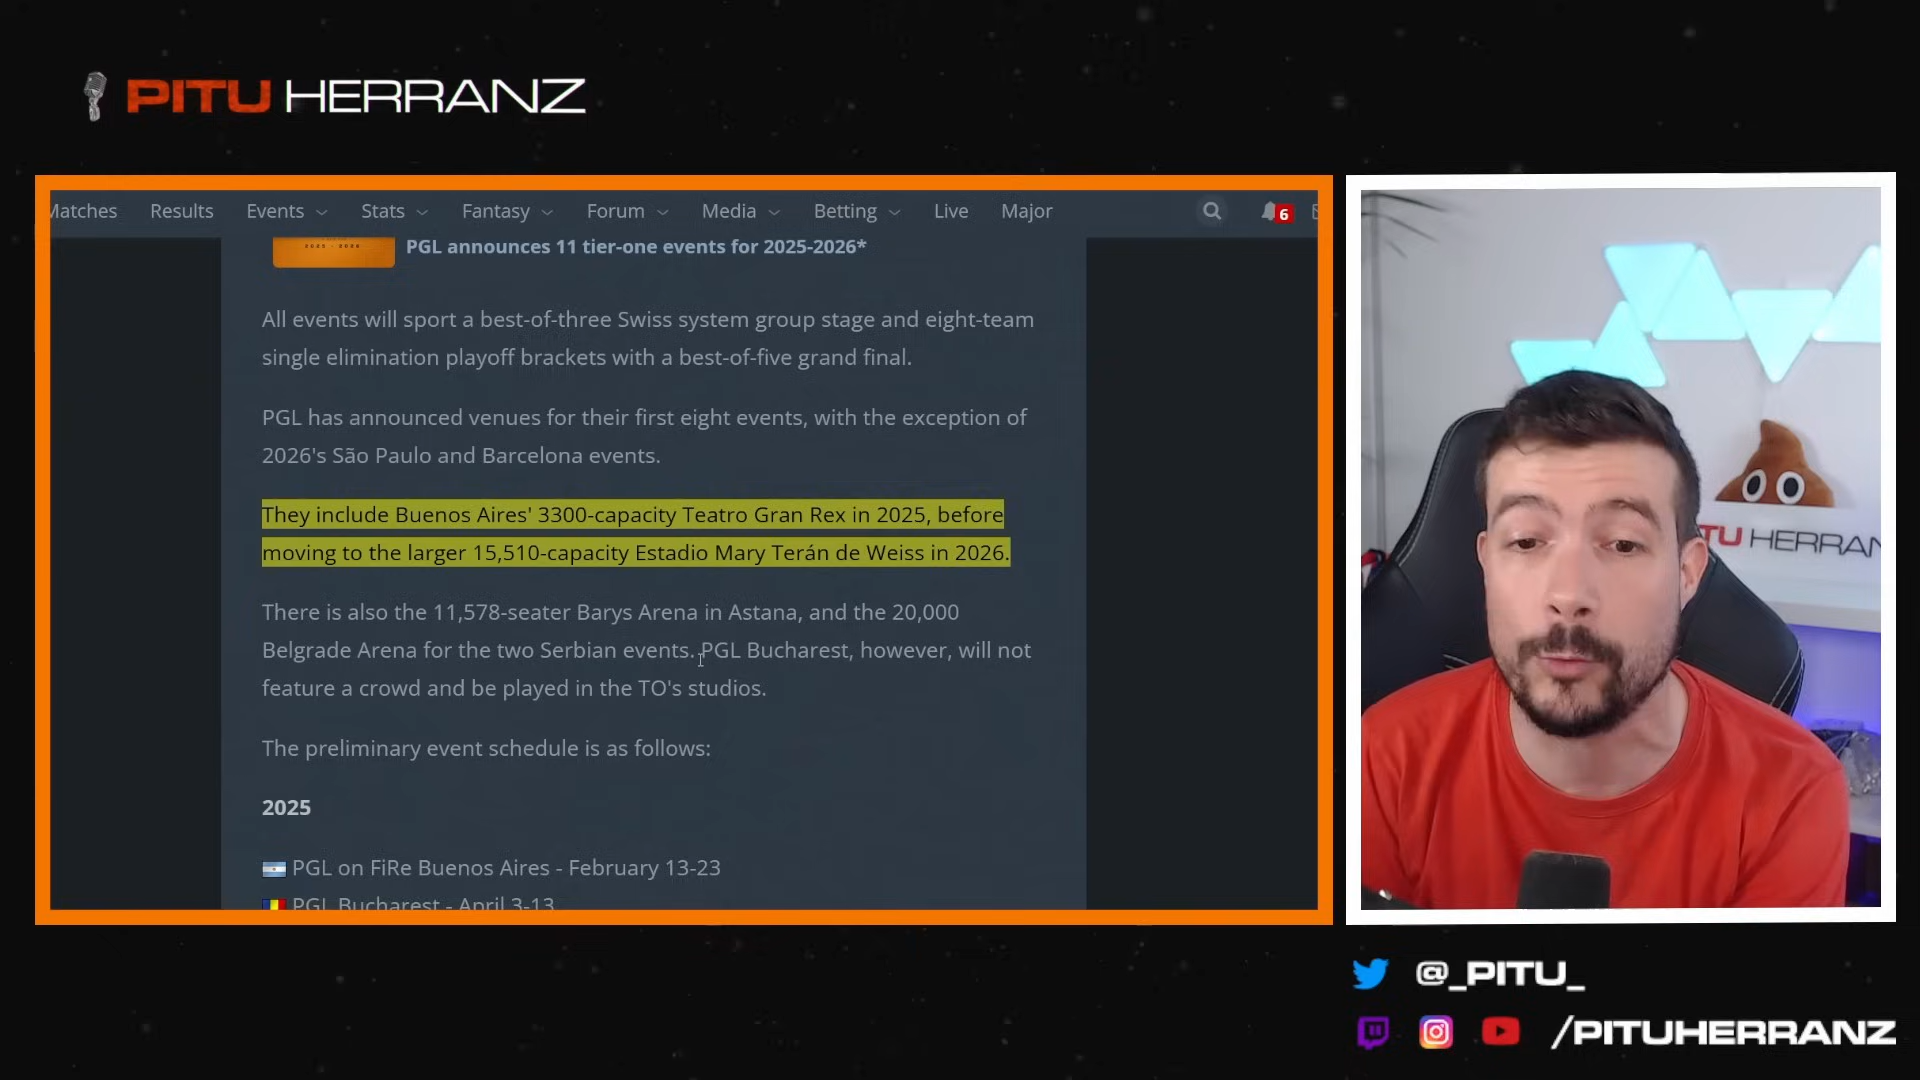 PITU HERRANZ
Matches Results Events Stats Fantasy Forum Media Betting Live Major 6
PGL announces 11 tier-one events for 2025-2026*
All events will sport a best-of-three Swiss system group stage and eight-team
single elimination playoff brackets with a best-of-five grand final.
PGL has announced venues for their first eight events, with the exception of
2026's São Paulo and Barcelona events.
They include Buenos Aires' 3300-capacity Teatro Gran Rex in 2025, before
moving to the larger 15,510-capacity Estadio Mary Terán de Weiss in 2026.
There is also the 11,578-seater Barys Arena in Astana, and the 20,000
Belgrade Arena for the two Serbian events. PGL Bucharest, however, will not
feature a crowd and be played in the TO's studios.
The preliminary event schedule is as follows:
2025
PGL on FiRe Buenos Aires - February 13-23
PGL Bucharest - April 3-13
TU HERRAN
@_PITU_
/PITUHERRANZ